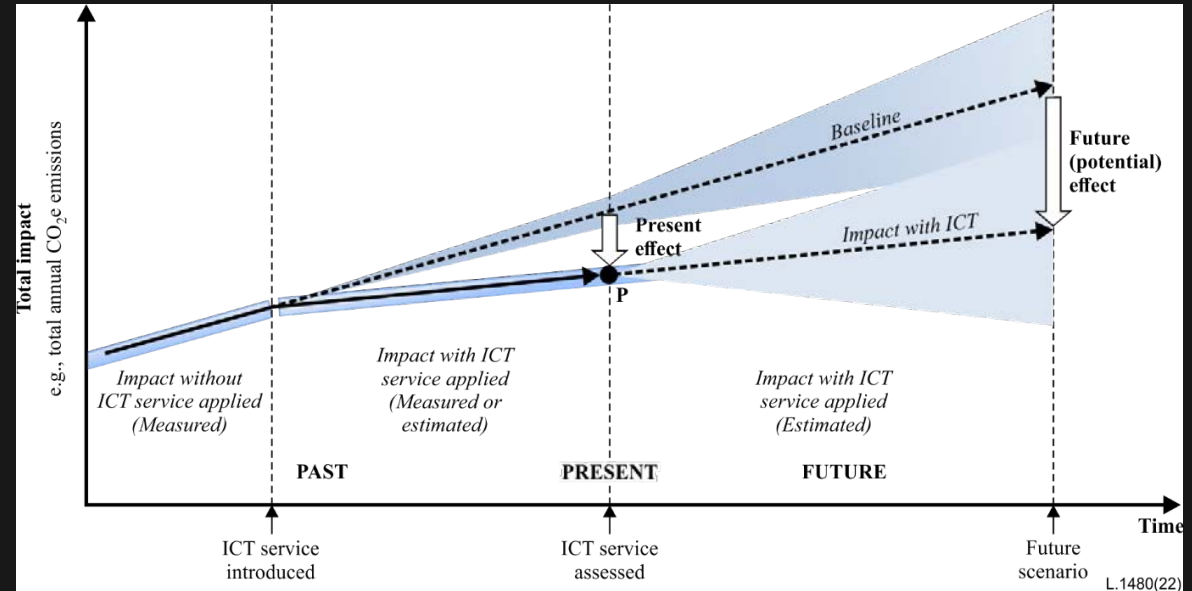 Total impact
e.g., total annual CO₂e emissions
Baseline
Future
(potential)
effect
Present
effect
Impact with ICT
P
Impact without
ICT service applied
(Measured)
Impact with ICT
service applied
(Measured or
estimated)
Impact with ICT
service applied
(Estimated)
PAST
PRESENT
FUTURE
Time
ICT service
introduced
ICT service
assessed
Future
scenario
L.1480(22)